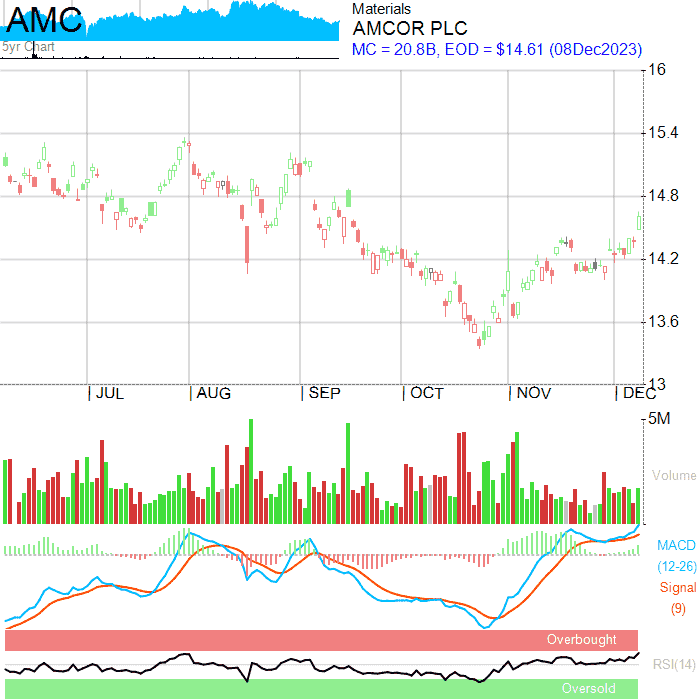 AMC
5yr Chart
Materials
AMCOR PLC
MC = 20.8B, EOD = $14.61 (08Dec2023)
16
15.4
14.8
14.2
13.6
13
JUL AUG SEP OCT NOV DEC
5M
Volume
MACD
(12-26)
Signal
(9)
Overbought
RSI(14)
Oversold